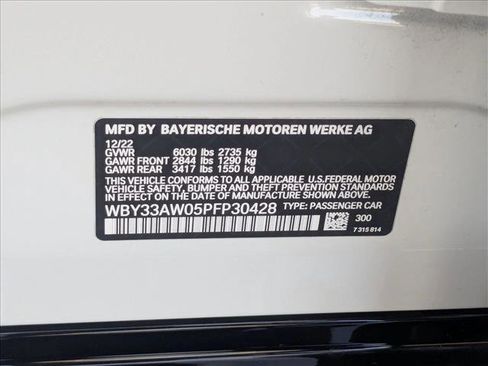 MFD BY BAYERISCHE MOTOREN WERKE AG
12/22
GVWR 6030 lbs 2735 kg
GAWR FRONT 2844 lbs 1290 kg
GAWR REAR 3417 lbs 1550 kg
THIS VEHICLE CONFORMS TO ALL APPLICABLE U.S.FEDERAL MOTOR
VEHICLE SAFETY, BUMPER AND THEFT PREVENTION STANDARDS
IN EFFECT ON THE DATE OF MANUFACTURE SHOWN ABOVE.
WBY33AW05PFP30428 TYPE: PASSENGER CAR
300
7 315 814